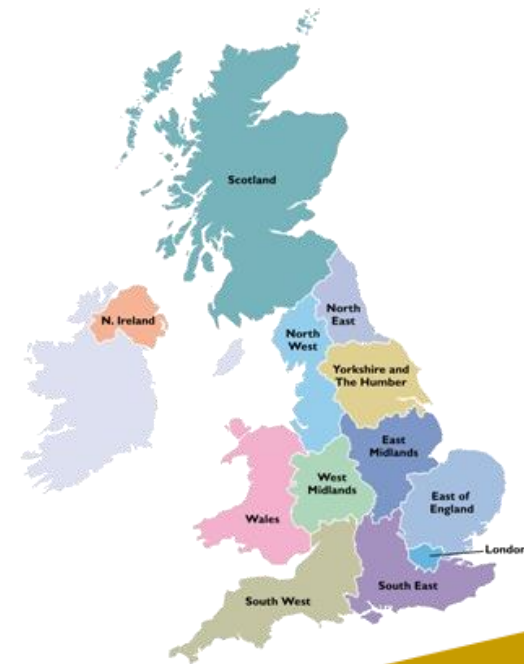 Scotland
N. Ireland
North
East
North
West
Yorkshire and
The Humber
East
Midlands
West
Midlands
East of
England
Wales
London
South East
South West